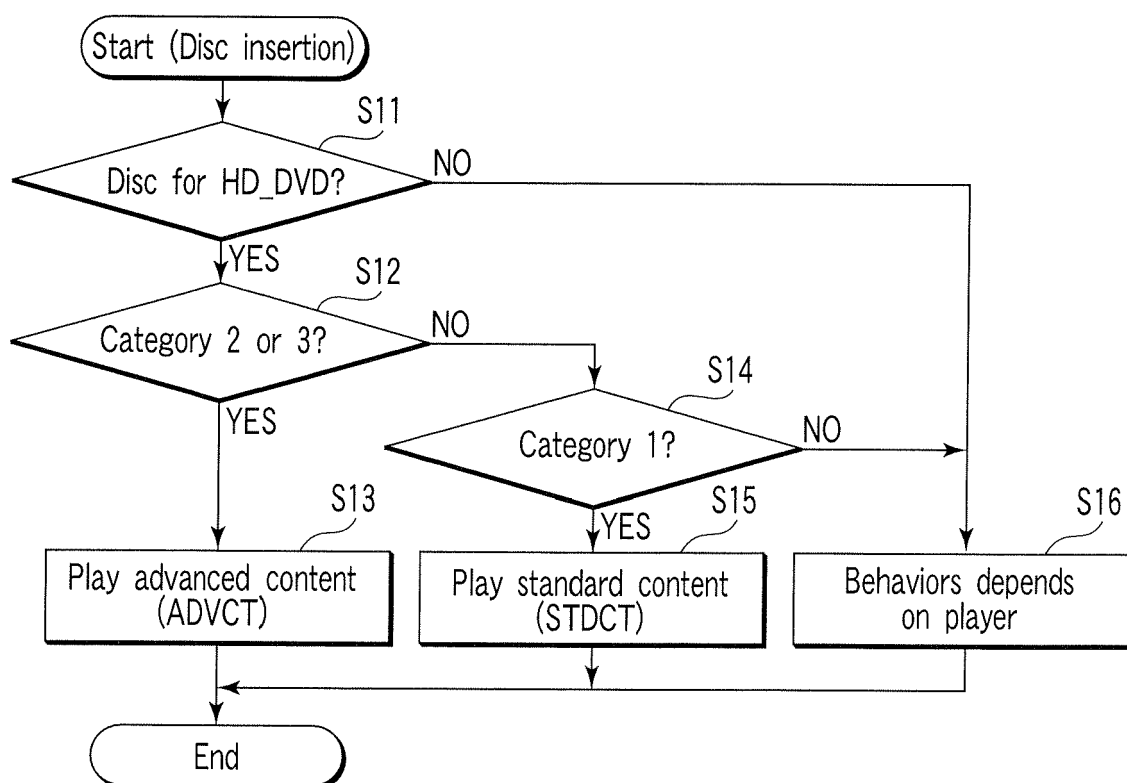 Start (Disc insertion)
S11
Disc for HD_DVD?
NO
YES
S12
Category 2 or 3?
NO
YES
S14
Category 1?
NO
YES
S13
Play advanced content
(ADVCT)
S15
Play standard content
(STDCT)
S16
Behaviors depends
on player
End